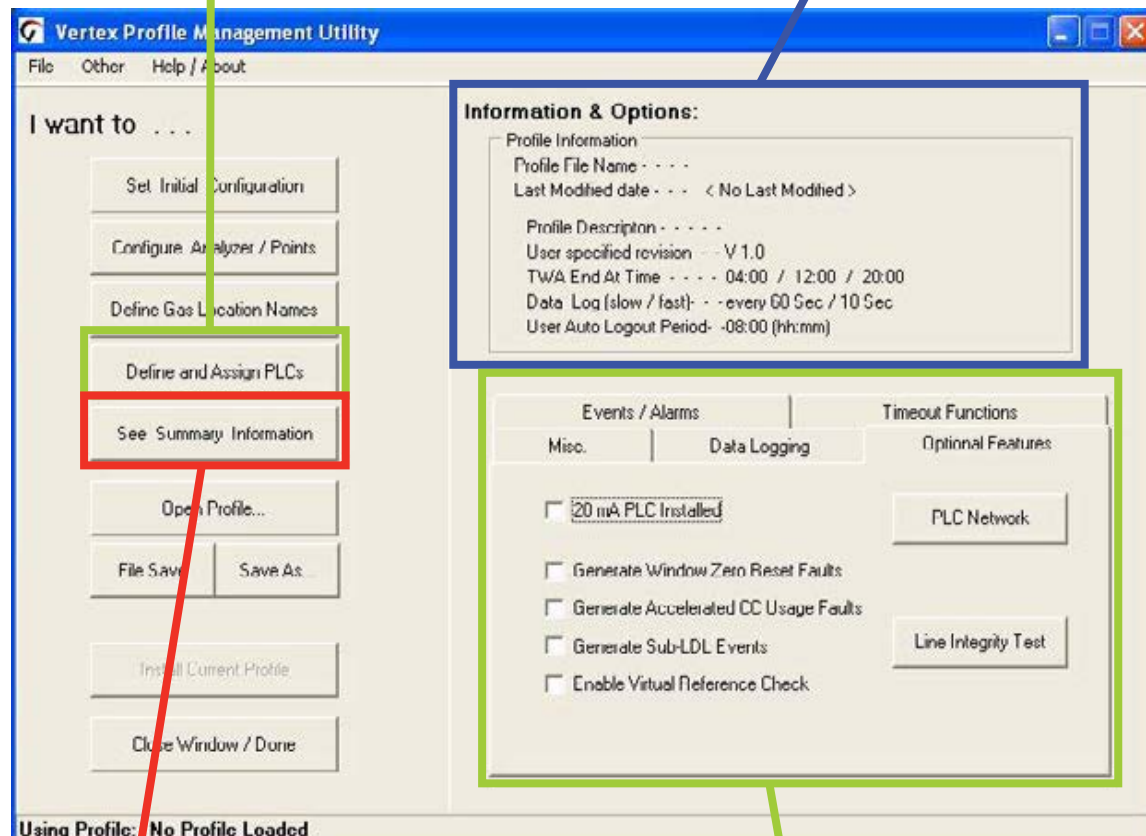 Vertex Profile Management Utility
File Other Help / About
I want to ...
Set Initial Configuration
Configure Analyzer / Points
Define Gas Location Names
Define and Assign PLCs
See Summary Information
Open Profile...
File Save Save As...
Install Current Profile
Close Window / Done
Information & Options:
Profile Information
Profile File Name - - - -
Last Modified date - - - < No Last Modified >
Profile Descripton - - - - -
User specified revision - - V 1.0
TWA End At Time - - - - 04:00 / 12:00 / 20:00
Data Log (slow / fast)- - -every 60 Sec / 10 Sec
User Auto Logout Period- -08:00 (hh:mm)
Events / Alarms Timeout Functions
Misc. Data Logging Optional Features
20 mA PLC Installed
PLC Network
Generate Window Zero Reset Faults
Generate Accelerated CC Usage Faults
Generate Sub-LDL Events
Line Integrity Test
Enable Virtual Reference Check
Using Profile: No Profile Loaded